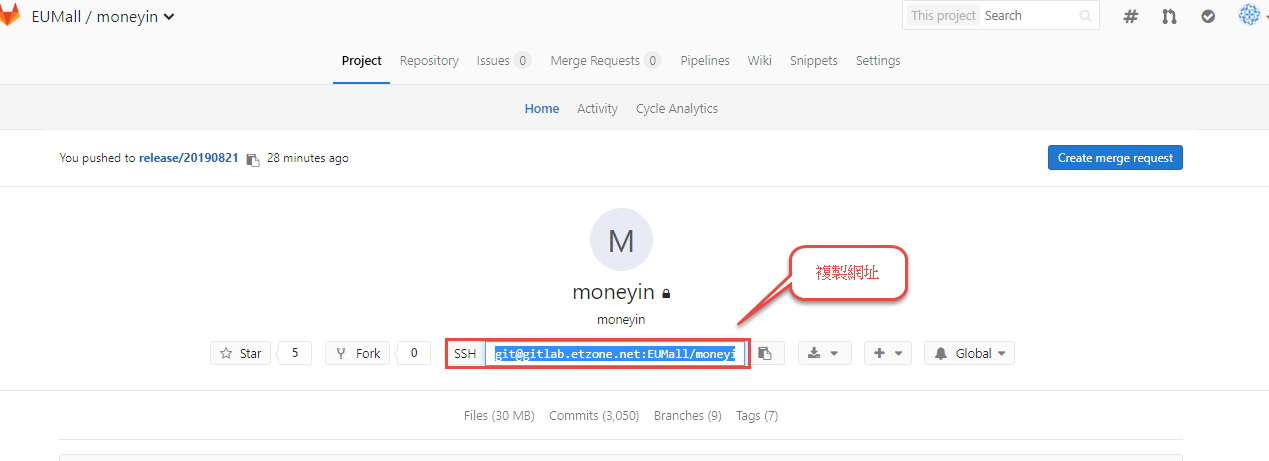 EUMall / moneyin
This project Search
Project Repository Issues 0 Merge Requests 0 Pipelines Wiki Snippets Settings
Home Activity Cycle Analytics
You pushed to release/20190821 28 minutes ago Create merge request
M
複製網址
moneyin
moneyin
Star 5 Fork 0 SSH git@gitlab.etzone.net:EUMall/moneyi Global
Files (30 MB) Commits (3,050) Branches (9) Tags (7)